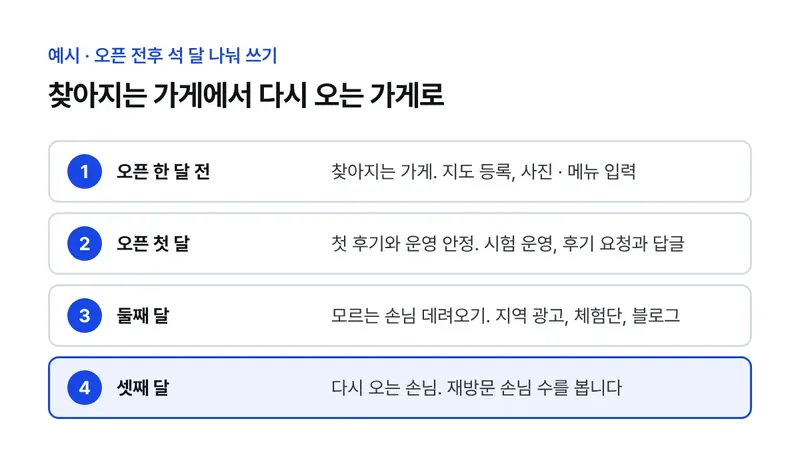 예시 · 오픈 전후 석 달 나눠 쓰기
찾아지는 가게에서 다시 오는 가게로
1 오픈 한 달 전 찾아지는 가게. 지도 등록, 사진 · 메뉴 입력
2 오픈 첫 달 첫 후기와 운영 안정. 시험 운영, 후기 요청과 답글
3 둘째 달 모르는 손님 데려오기. 지역 광고, 체험단, 블로그
4 셋째 달 다시 오는 손님. 재방문 손님 수를 봅니다